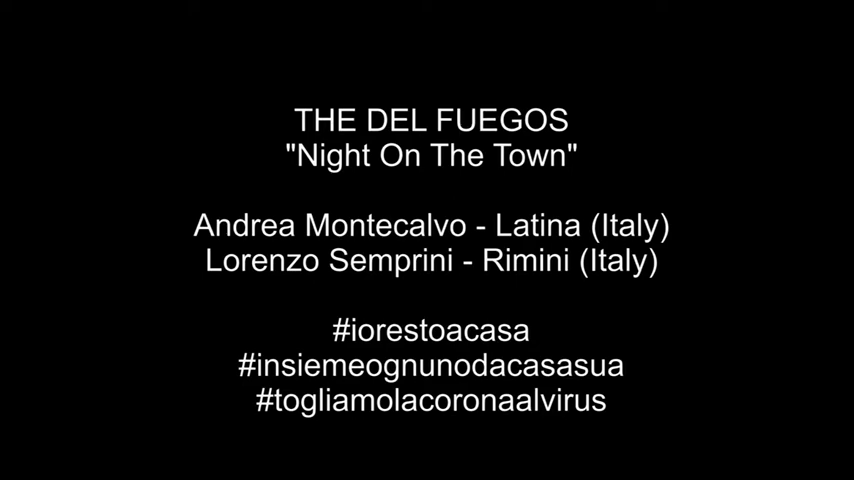 THE DEL FUEGOS
"Night On The Town"
Andrea Montecalvo - Latina (Italy)
Lorenzo Semprini - Rimini (Italy)
#iorestoacasa
#insiemeognunodacasasua
#togliamolacoronaalvirus